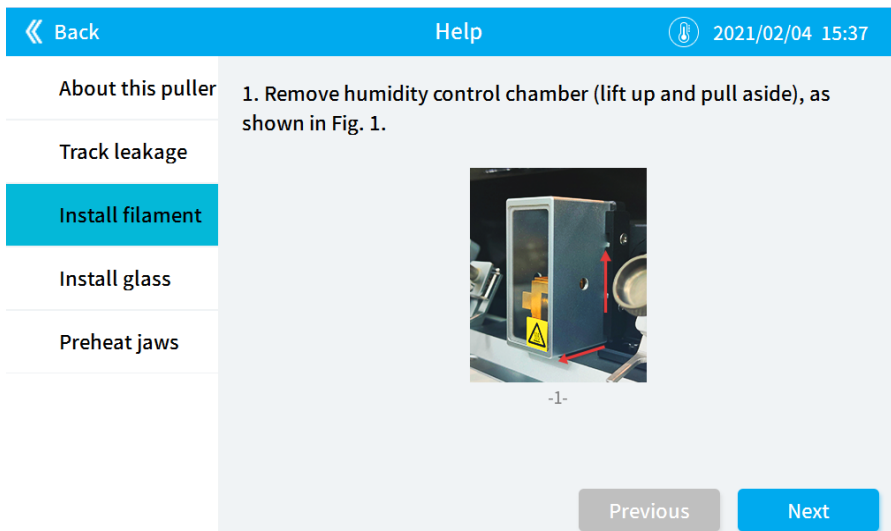 Back
Help
2021/02/04 15:37
About this puller
Track leakage
Install filament
Install glass
Preheat jaws
1. Remove humidity control chamber (lift up and pull aside), as
shown in Fig. 1.
-1-
Previous
Next